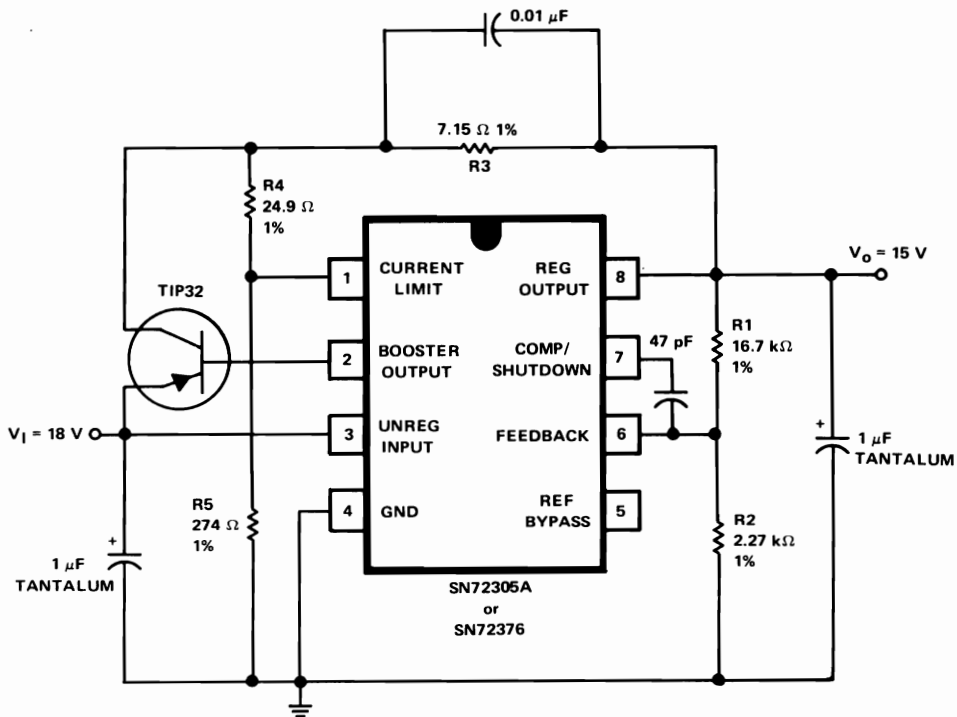 0.01 μF
7.15 Ω 1%
R3
R4
24.9 Ω
1%
TIP32
1
CURRENT
LIMIT
REG
OUTPUT
8
V₀ = 15 V
2
BOOSTER
OUTPUT
COMP/
SHUTDOWN
7
47 pF
R1
16.7 kΩ
1%
V_I = 18 V
3
UNREG
INPUT
FEEDBACK
6
+
1 μF
TANTALUM
R5
274 Ω
1%
4
GND
REF
BYPASS
5
R2
2.27 kΩ
1%
+
1 μF
TANTALUM
SN72305A
or
SN72376